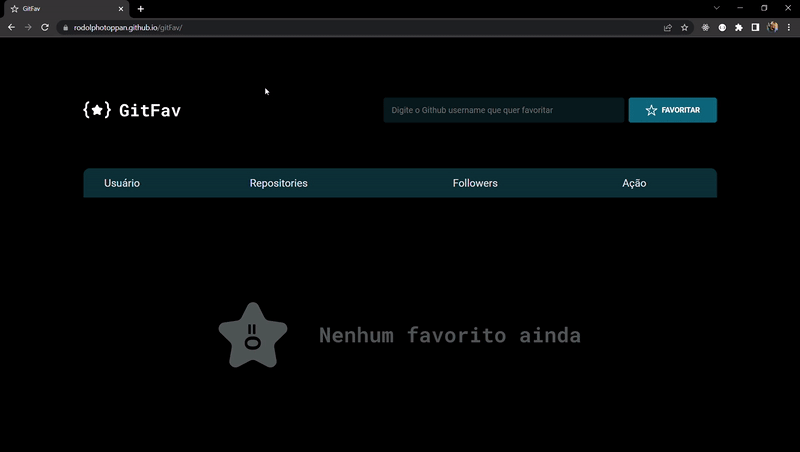 GitFav
rodolphotoppan.github.io/gitFav/
{★} GitFav
Digite o Github username que quer favoritar
FAVORITAR
Usuário Repositories Followers Ação
Nenhum favorito ainda